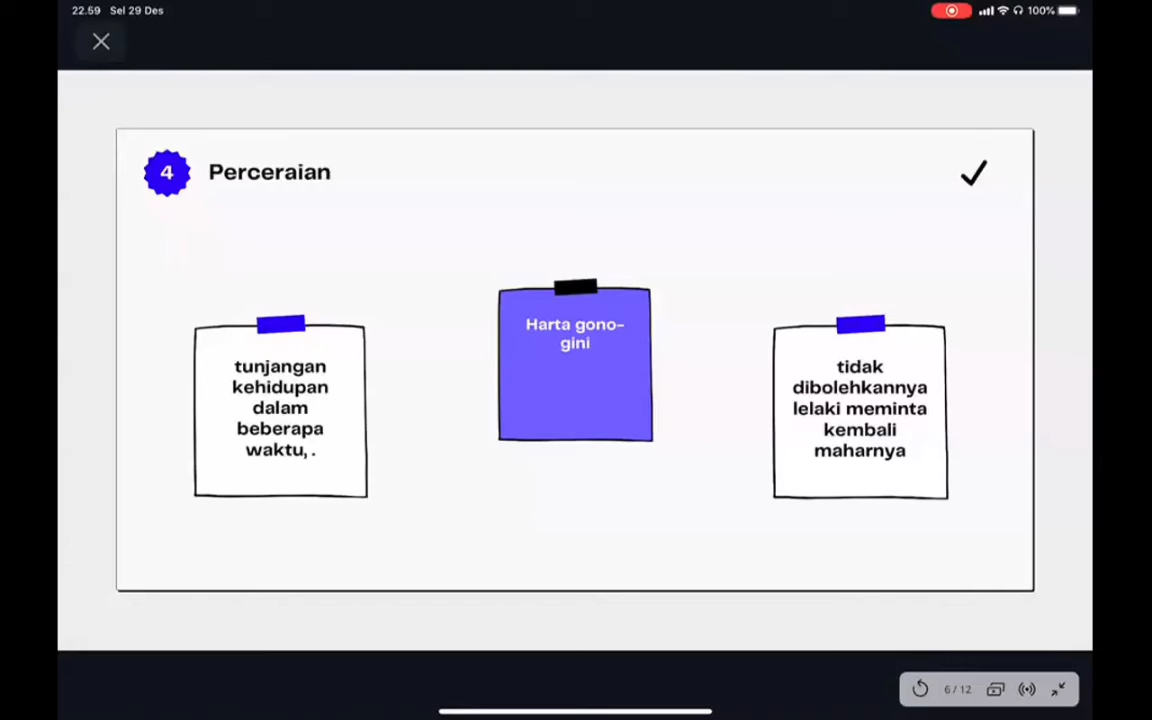 22.59 Sel 29 Des
100%
4
Perceraian
tunjangan
kehidupan
dalam
beberapa
waktu, .
Harta gono-
gini
tidak
dibolehkannya
lelaki meminta
kembali
maharnya
6 / 12